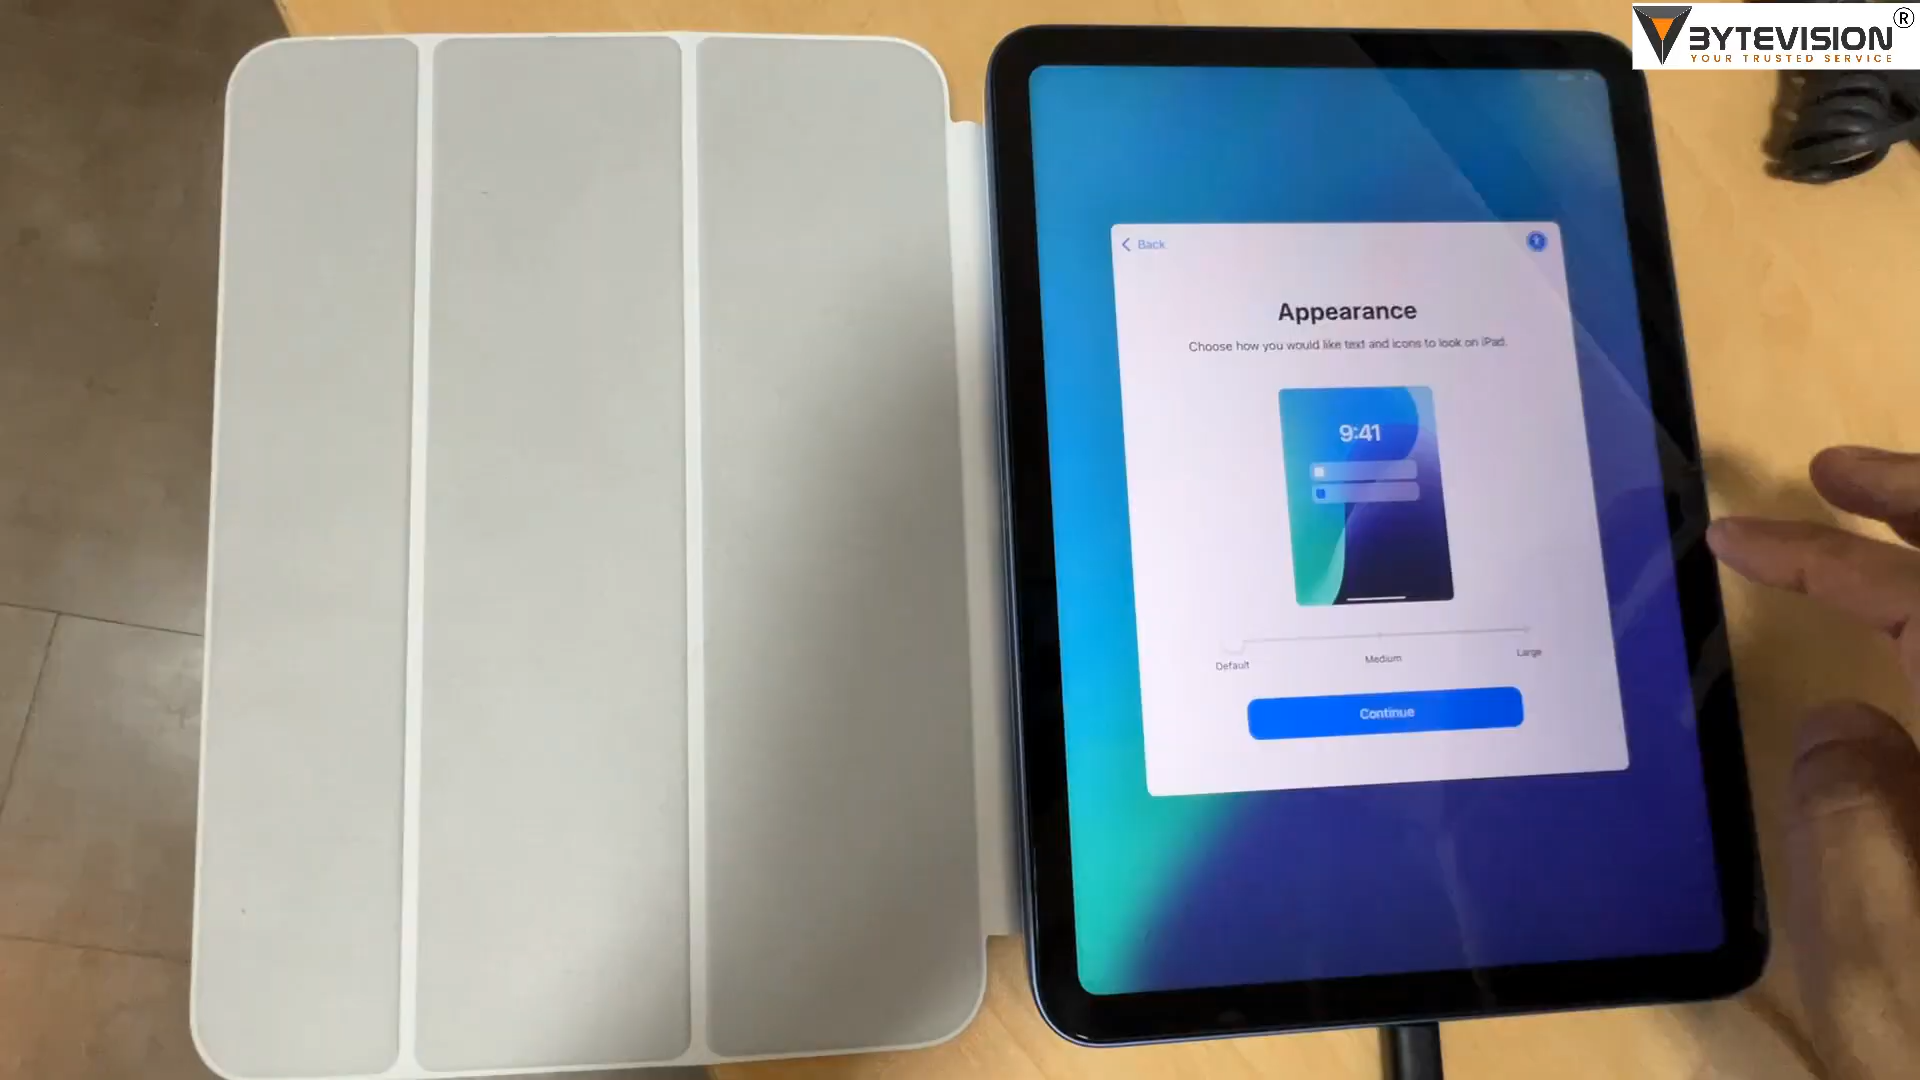 BYTEVISION®
YOUR TRUSTED SERVICE
Back
Appearance
Choose how you would like text and icons to look on iPad.
9:41
Default
Medium
Large
Continue